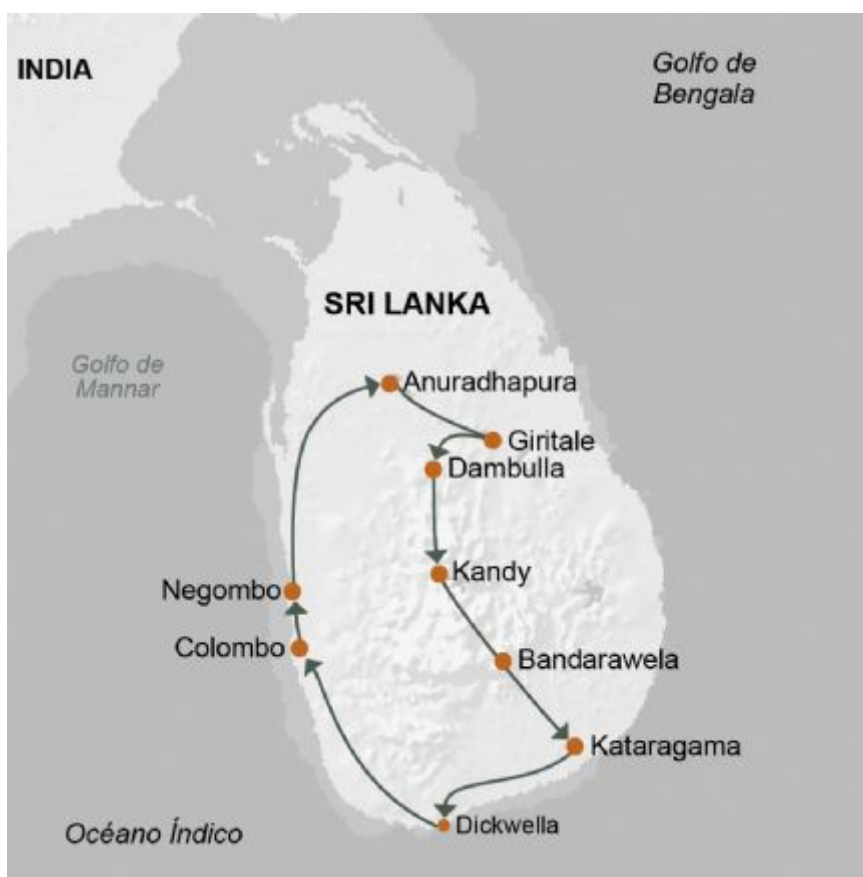 INDIA
Golfo de
Bengala
SRI LANKA
Golfo de
Mannar
Anuradhapura
Giritale
Dambulla
Kandy
Negombo
Colombo
Bandarawela
Kataragama
Dickwella
Océano Índico